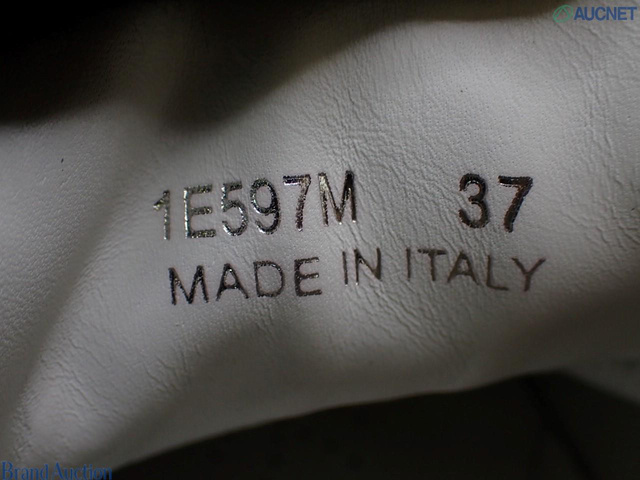 AUCNET
1E597M 37
MADE IN ITALY
Brand Auction